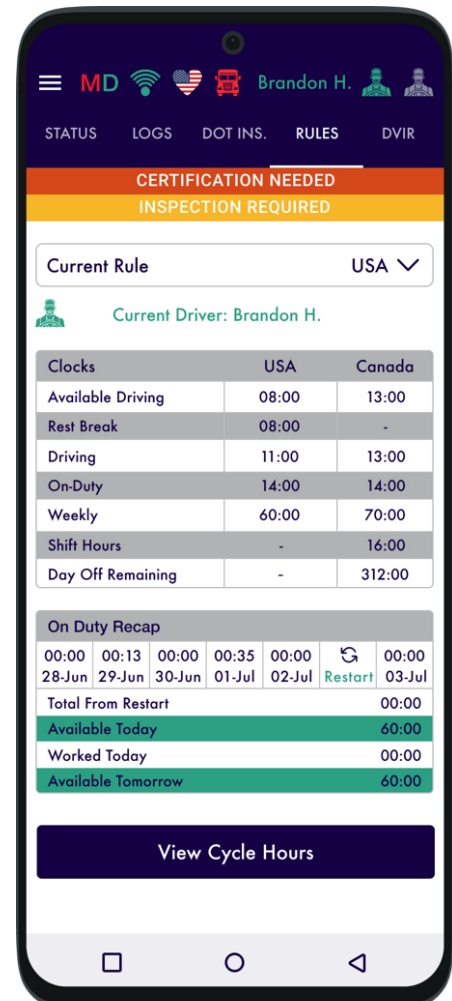 MD Brandon H.
STATUS LOGS DOT INS. RULES DVIR
CERTIFICATION NEEDED
INSPECTION REQUIRED
Current Rule USA
Current Driver: Brandon H.
Clocks USA Canada
Available Driving 08:00 13:00
Rest Break 08:00 -
Driving 11:00 13:00
On-Duty 14:00 14:00
Weekly 60:00 70:00
Shift Hours - 16:00
Day Off Remaining - 312:00
On Duty Recap
00:00 00:13 00:00 00:35 00:00 00:00
28-Jun 29-Jun 30-Jun 01-Jul 02-Jul Restart 03-Jul
Total From Restart 00:00
Available Today 60:00
Worked Today 00:00
Available Tomorrow 60:00
View Cycle Hours